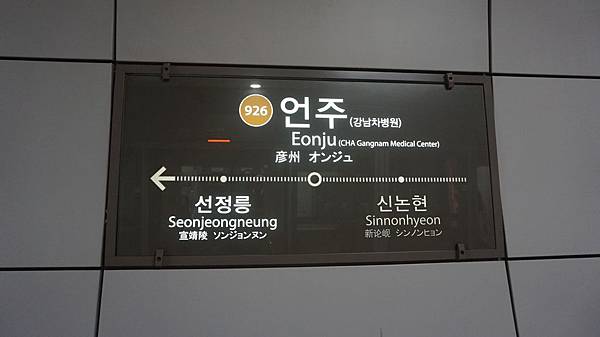 926 언주(강남차병원)
Eonju(CHA Gangnam Medical Center)
彦州 オンジュ
선정릉
Seonjeongneung
宣靖陵 ソンジョンヌン
신논현
Sinnonhyeon
新论岘 シンノンヒョン